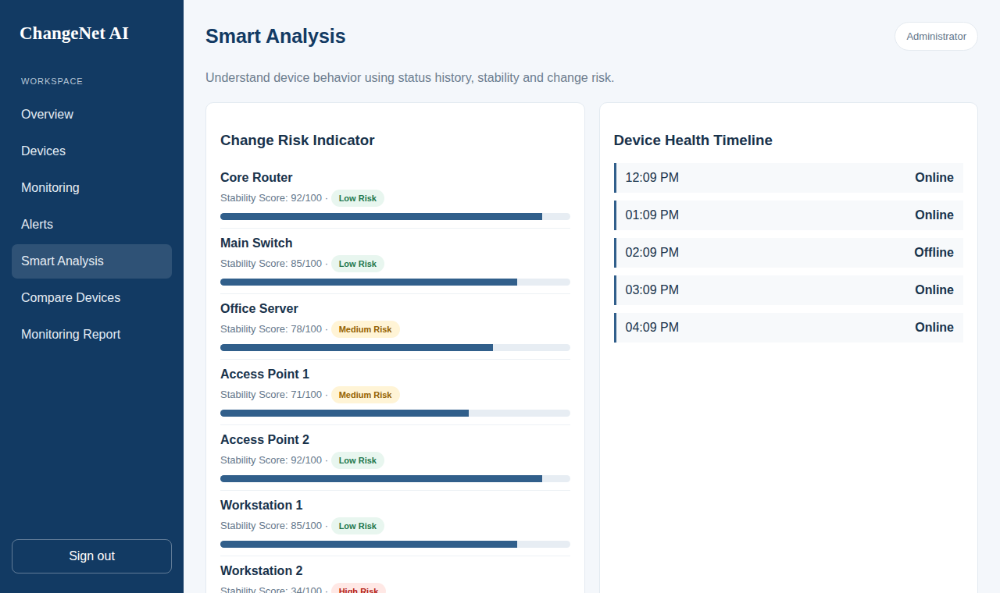 ChangeNet AI
WORKSPACE
Overview
Devices
Monitoring
Alerts
Smart Analysis
Compare Devices
Monitoring Report
Sign out
Smart Analysis
Administrator
Understand device behavior using status history, stability and change risk.
Change Risk Indicator
Core Router
Stability Score: 92/100 · Low Risk
Main Switch
Stability Score: 85/100 · Low Risk
Office Server
Stability Score: 78/100 · Medium Risk
Access Point 1
Stability Score: 71/100 · Medium Risk
Access Point 2
Stability Score: 92/100 · Low Risk
Workstation 1
Stability Score: 85/100 · Low Risk
Workstation 2
Stability Score: 34/100 · High Risk
Device Health Timeline
12:09 PM Online
01:09 PM Online
02:09 PM Offline
03:09 PM Online
04:09 PM Online